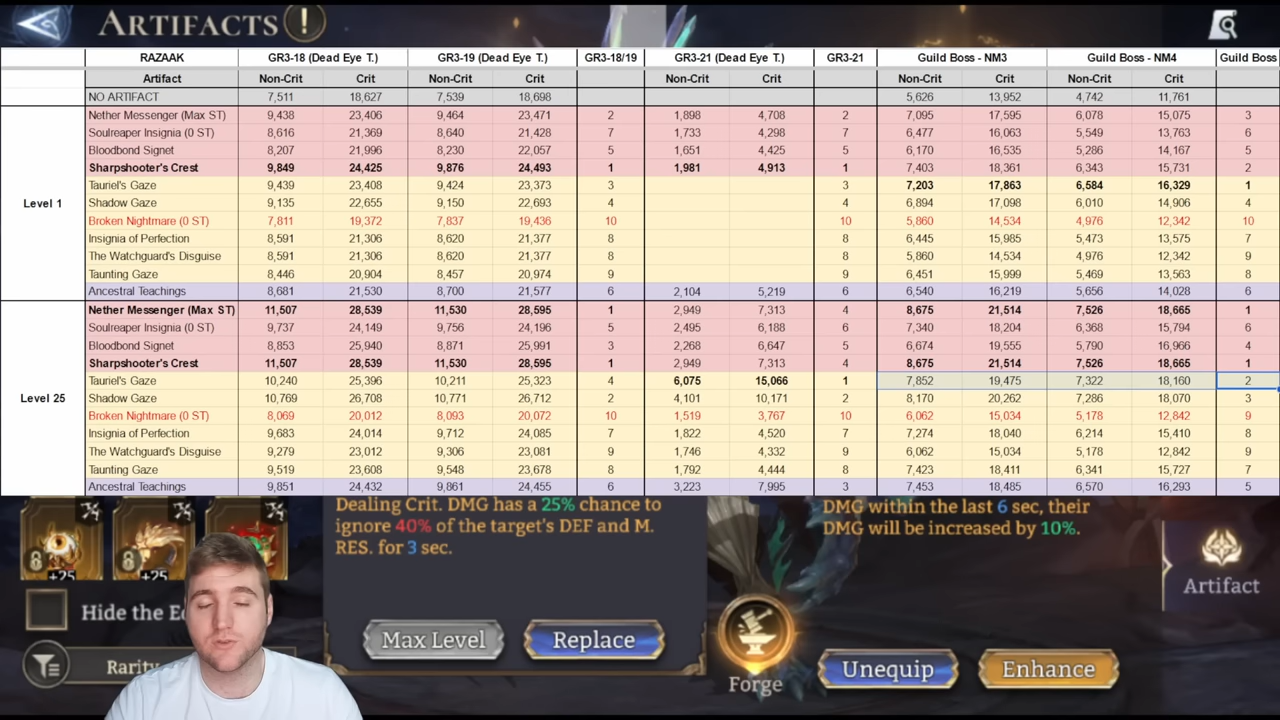 ARTIFACTS !
RAZAAK GR3-18 (Dead Eye T.) GR3-19 (Dead Eye T.) GR3-18/19 GR3-21 (Dead Eye T.) GR3-21 Guild Boss - NM3 Guild Boss - NM4 Guild Boss
Artifact Non-Crit Crit Non-Crit Crit Non-Crit Crit Non-Crit Crit Non-Crit Crit
NO ARTIFACT 7,511 18,627 7,539 18,698 5,626 13,952 4,742 11,761
Nether Messenger (Max ST) 9,438 23,406 9,464 23,471 2 1,898 4,708 2 7,095 17,595 6,078 15,075 3
Soulreaper Insignia (0 ST) 8,616 21,369 8,640 21,428 7 1,733 4,298 7 6,477 16,063 5,549 13,763 6
Bloodbond Signet 8,207 21,996 8,230 22,057 5 1,651 4,425 5 6,170 16,535 5,286 14,167 5
Sharpshooter's Crest 9,849 24,425 9,876 24,493 1 1,981 4,913 1 7,403 18,361 6,343 15,731 2
Tauriel's Gaze 9,439 23,408 9,424 23,373 3 3 7,203 17,863 6,584 16,329 1
Level 1
Shadow Gaze 9,135 22,655 9,150 22,693 4 4 6,894 17,098 6,010 14,906 4
Broken Nightmare (0 ST) 7,811 19,372 7,837 19,436 10 10 5,860 14,534 4,976 12,342 10
Insignia of Perfection 8,591 21,306 8,620 21,377 8 8 6,445 15,985 5,473 13,575 7
The Watchguard's Disguise 8,591 21,306 8,620 21,377 8 8 5,860 14,534 4,976 12,342 9
Taunting Gaze 8,446 20,904 8,457 20,974 9 9 6,451 15,999 5,469 13,563 8
Ancestral Teachings 8,681 21,530 8,700 21,577 6 2,104 5,219 6 6,540 16,219 5,656 14,028 6
Nether Messenger (Max ST) 11,507 28,539 11,530 28,595 1 2,949 7,313 4 8,675 21,514 7,526 18,665 1
Soulreaper Insignia (0 ST) 9,737 24,149 9,756 24,196 5 2,495 6,188 6 7,340 18,204 6,368 15,794 6
Bloodbond Signet 8,853 25,940 8,871 25,991 3 2,268 6,647 5 6,674 19,555 5,790 16,966 4
Sharpshooter's Crest 11,507 28,539 11,530 28,595 1 2,949 7,313 4 8,675 21,514 7,526 18,665 1
Tauriel's Gaze 10,240 25,396 10,211 25,323 4 6,075 15,066 1 7,852 19,475 7,322 18,160 2
Level 25
Shadow Gaze 10,769 26,708 10,771 26,712 2 4,101 10,171 2 8,170 20,262 7,286 18,070 3
Broken Nightmare (0 ST) 8,069 20,012 8,093 20,072 10 1,519 3,767 10 6,062 15,034 5,178 12,842 9
Insignia of Perfection 9,683 24,014 9,712 24,085 7 1,822 4,520 7 7,274 18,040 6,214 15,410 8
The Watchguard's Disguise 9,279 23,012 9,306 23,081 9 1,746 4,332 9 6,062 15,034 5,178 12,842 9
Taunting Gaze 9,519 23,608 9,548 23,678 8 1,792 4,444 8 7,423 18,411 6,341 15,727 7
Ancestral Teachings 9,851 24,432 9,861 24,455 6 3,223 7,995 3 7,453 18,485 6,570 16,293 5
Dealing Crit. DMG has a 25% chance to
ignore 40% of the target's DEF and M.
RES. for 3 sec.
DMG within the last 6 sec, their
DMG will be increased by 10%.
8 +25 8 +25 +25
Hide the
Artifact
Max Level Replace
Rarity
Forge
Unequip Enhance